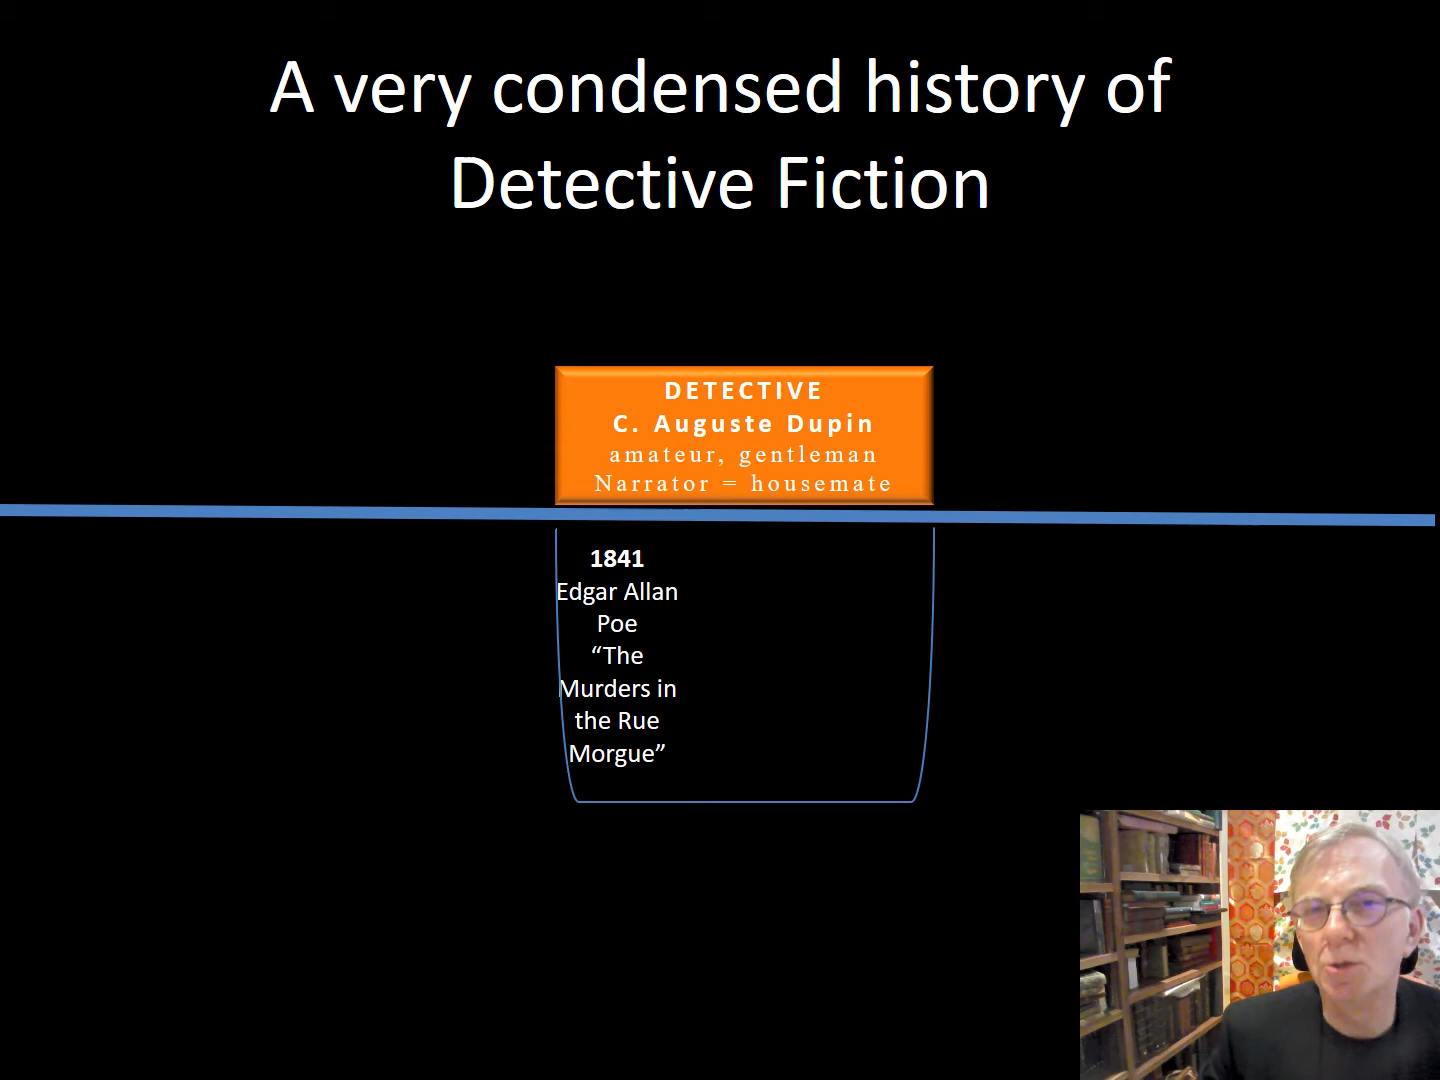 A very condensed history of
Detective Fiction
DETECTIVE
C. Auguste Dupin
amateur, gentleman
Narrator = housemate
1841
Edgar Allan
Poe
“The
Murders in
the Rue
Morgue”